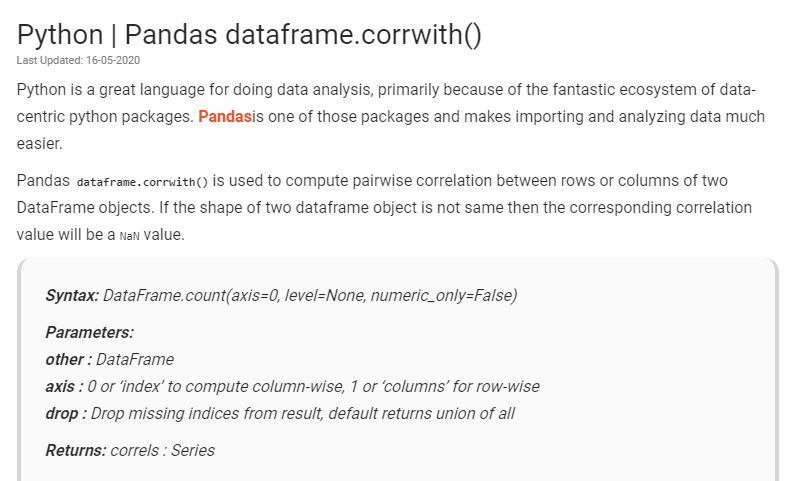 Python | Pandas dataframe.corrwith()
Last Updated: 16-05-2020
Python is a great language for doing data analysis, primarily because of the fantastic ecosystem of data-
centric python packages. Pandasis one of those packages and makes importing and analyzing data much
easier.
Pandas dataframe.corrwith() is used to compute pairwise correlation between rows or columns of two
DataFrame objects. If the shape of two dataframe object is not same then the corresponding correlation
value will be a NaN value.
Syntax: DataFrame.count(axis=0, level=None, numeric_only=False)
Parameters:
other : DataFrame
axis : 0 or ‘index’ to compute column-wise, 1 or ‘columns’ for row-wise
drop : Drop missing indices from result, default returns union of all
Returns: correls : Series